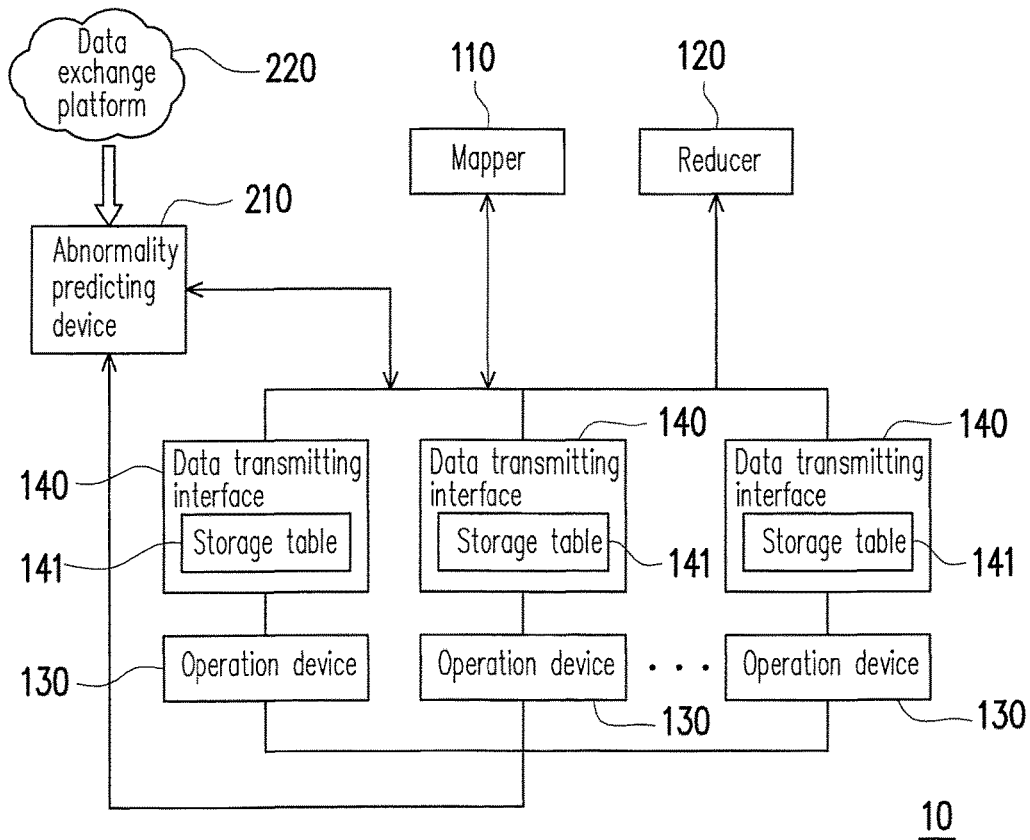 Data
exchange
platform
220
110
120
Mapper
Reducer
210
Abnormality
predicting
device
140
140
140
Data transmitting
interface
Storage table
Data transmitting
interface
Storage table
Data transmitting
interface
Storage table
141
141
141
130
Operation device
Operation device
...
Operation device
130
130
10